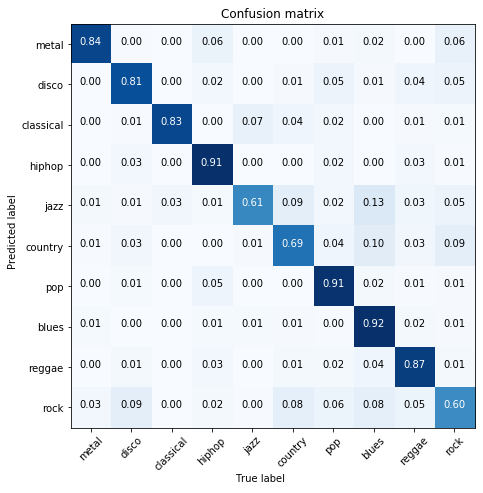 Confusion matrix
Predicted label
metal 0.84 0.00 0.00 0.06 0.00 0.00 0.01 0.02 0.00 0.06
disco 0.00 0.81 0.00 0.02 0.00 0.01 0.05 0.01 0.04 0.05
classical 0.00 0.01 0.83 0.00 0.07 0.04 0.02 0.00 0.01 0.01
hiphop 0.00 0.03 0.00 0.91 0.00 0.00 0.02 0.00 0.03 0.01
jazz 0.01 0.01 0.03 0.01 0.61 0.09 0.02 0.13 0.03 0.05
country 0.01 0.03 0.00 0.00 0.01 0.69 0.04 0.10 0.03 0.09
pop 0.00 0.01 0.00 0.05 0.00 0.00 0.91 0.02 0.01 0.01
blues 0.01 0.00 0.00 0.01 0.01 0.01 0.00 0.92 0.02 0.01
reggae 0.00 0.01 0.00 0.03 0.00 0.01 0.02 0.04 0.87 0.01
rock 0.03 0.09 0.00 0.02 0.00 0.08 0.06 0.08 0.05 0.60
metal disco classical hiphop jazz country pop blues reggae rock
True label